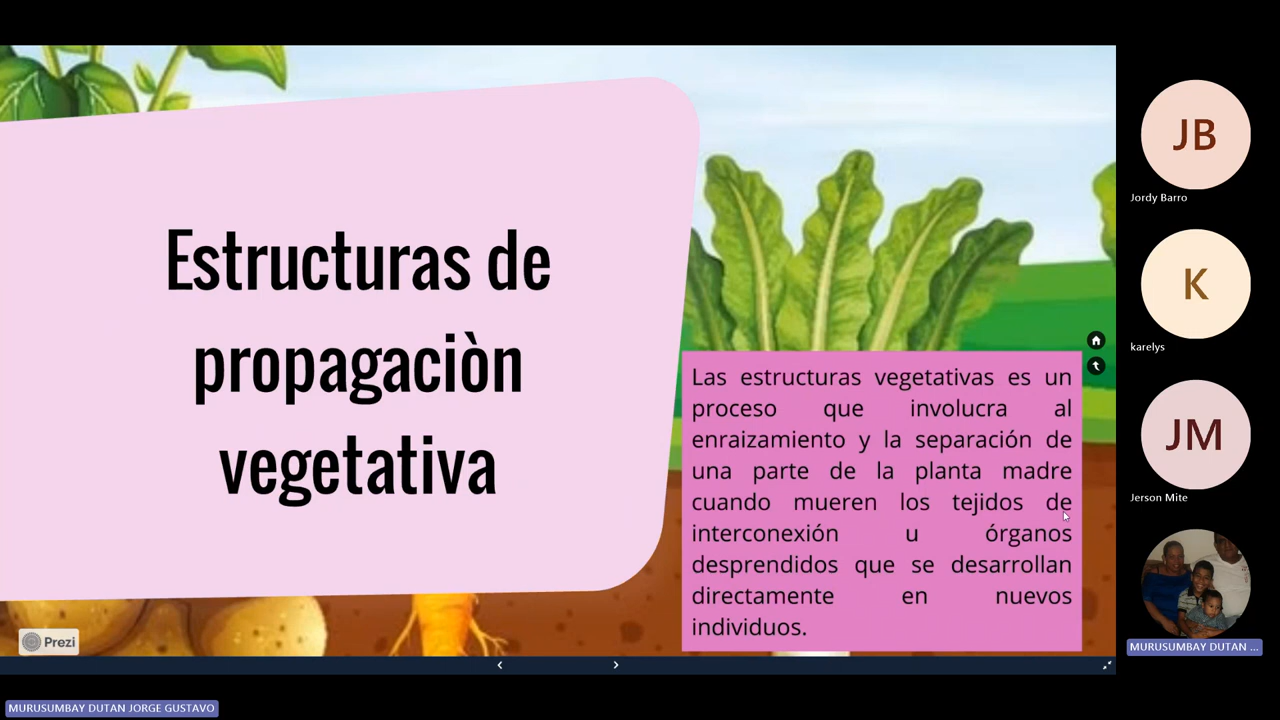 Estructuras de
propagaciòn
vegetativa
Las estructuras vegetativas es un
proceso que involucra al
enraizamiento y la separación de
una parte de la planta madre
cuando mueren los tejidos de
interconexión u órganos
desprendidos que se desarrollan
directamente en nuevos
individuos.
Prezi
JB
Jordy Barro
K
karelys
JM
Jerson Mite
MURUSUMBAY DUTAN ...
MURUSUMBAY DUTAN JORGE GUSTAVO